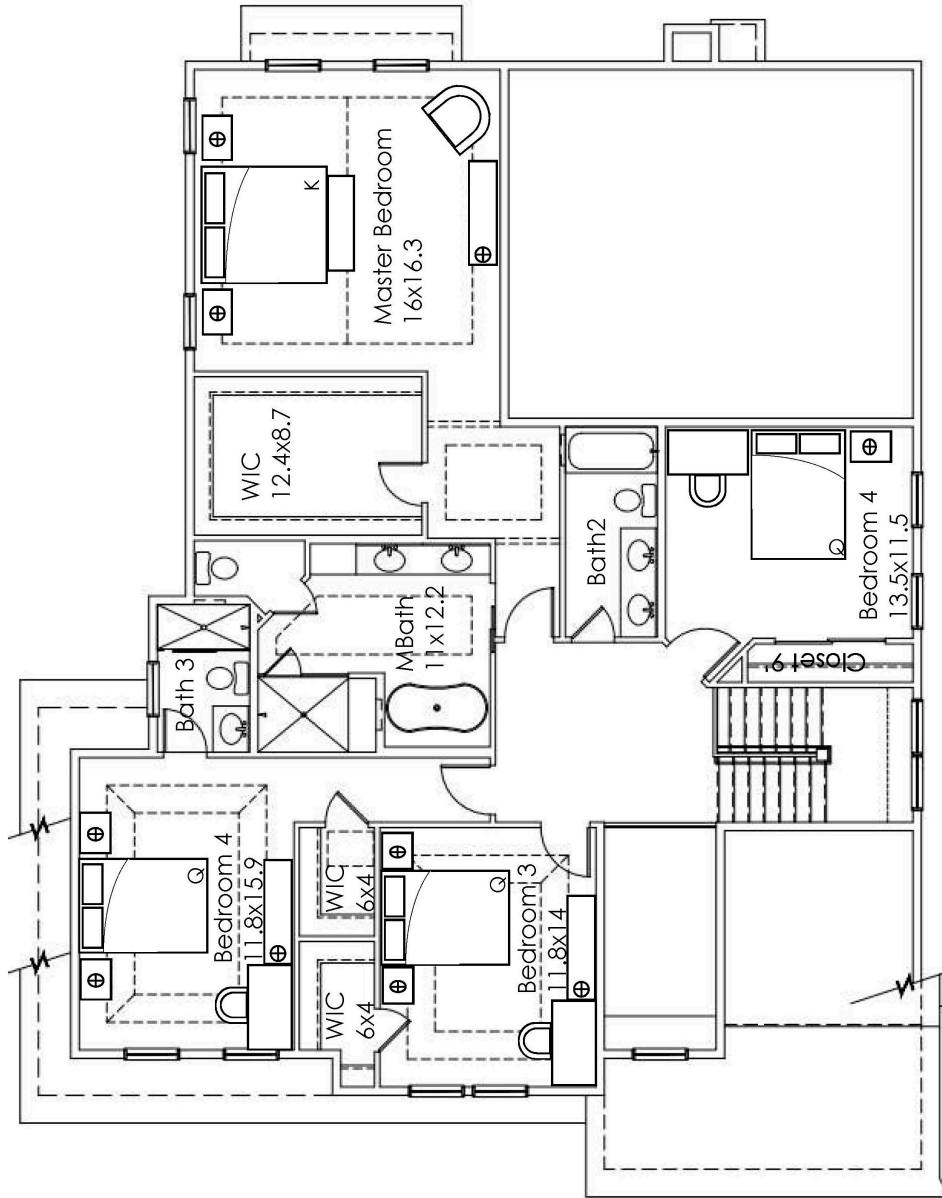 Master Bedroom
16x16.3
K
WIC
12.4x8.7
MBath
11x12.2
Bath 3
Bath2
Bedroom 4
13.5x11.5
Q
Closet 9'
Bedroom 4
11.8x15.9
Q
WIC
6x4
WIC
6x4
Bedroom 3
11.8x14
Q